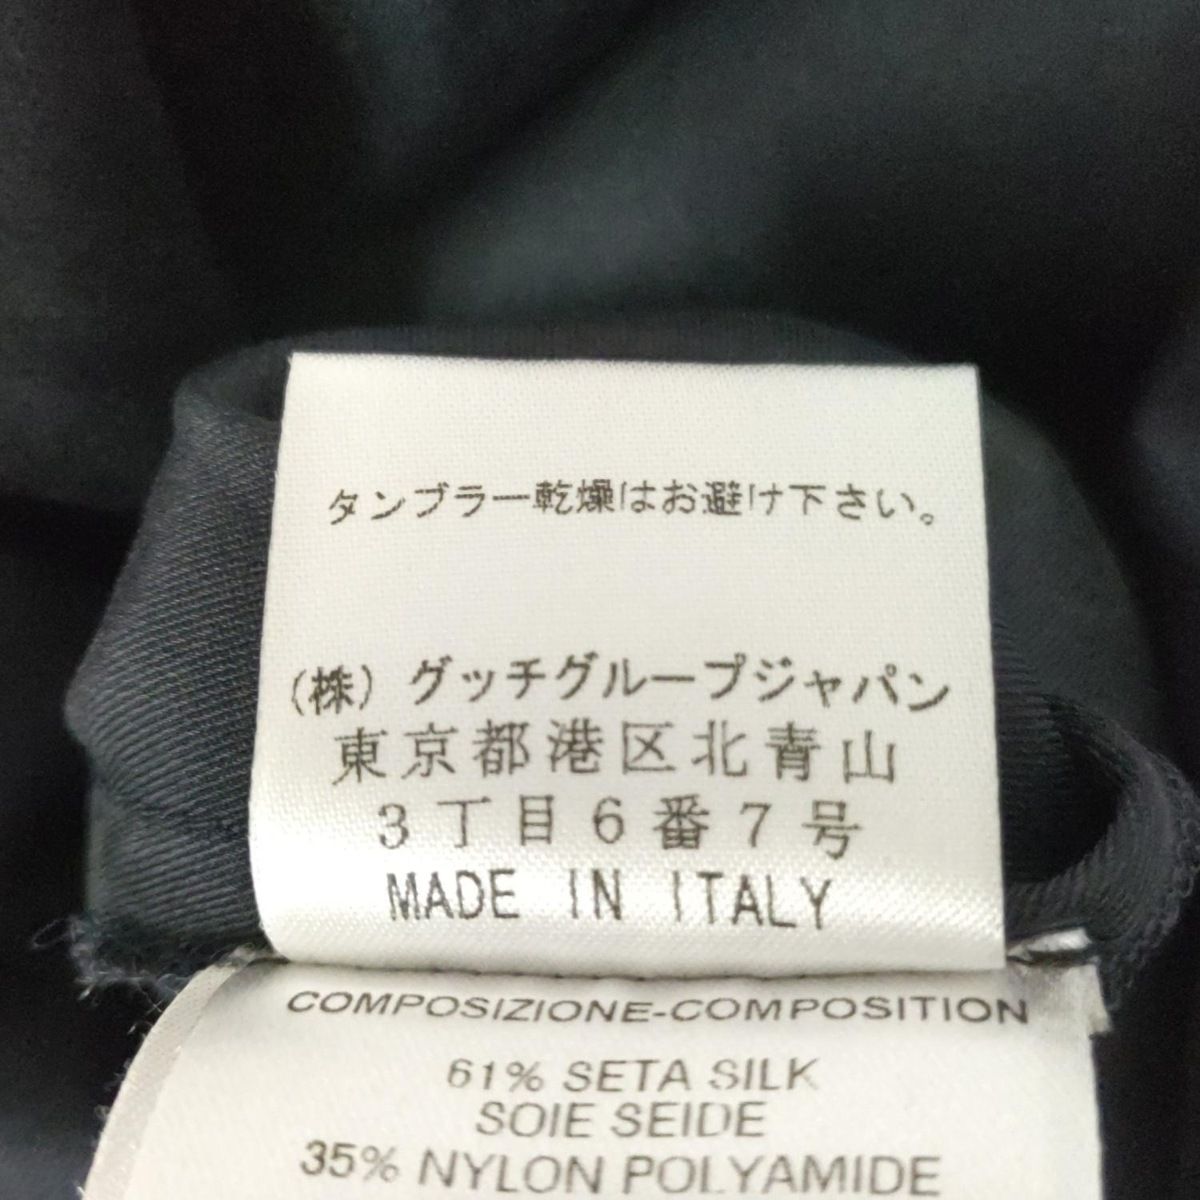 タンブラー乾燥はお避け下さい。
(株) グッチグループジャパン
東京都港区北青山
3丁目6番7号
MADE IN ITALY
COMPOSIZIONE-COMPOSITION
61% SETA SILK
SOIE SEIDE
35% NYLON POLYAMIDE